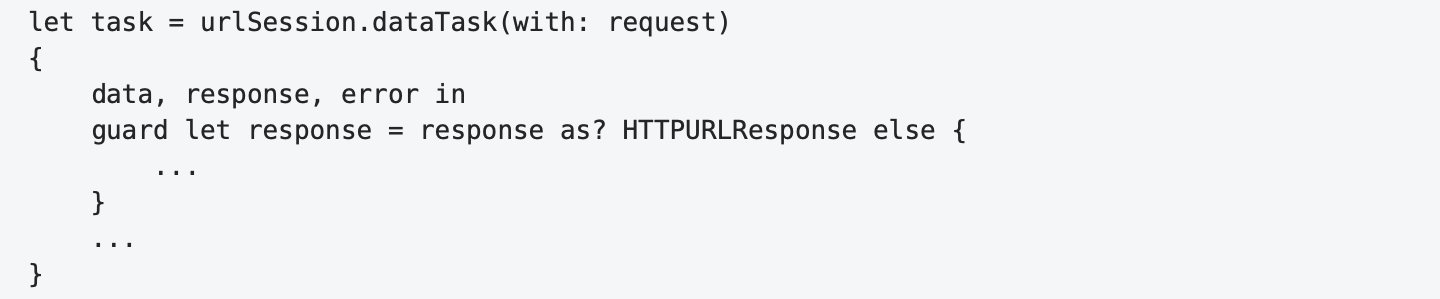 let task = urlSession.dataTask(with: request)
{
    data, response, error in
    guard let response = response as? HTTPURLResponse else {
        ...
    }
    ...
}